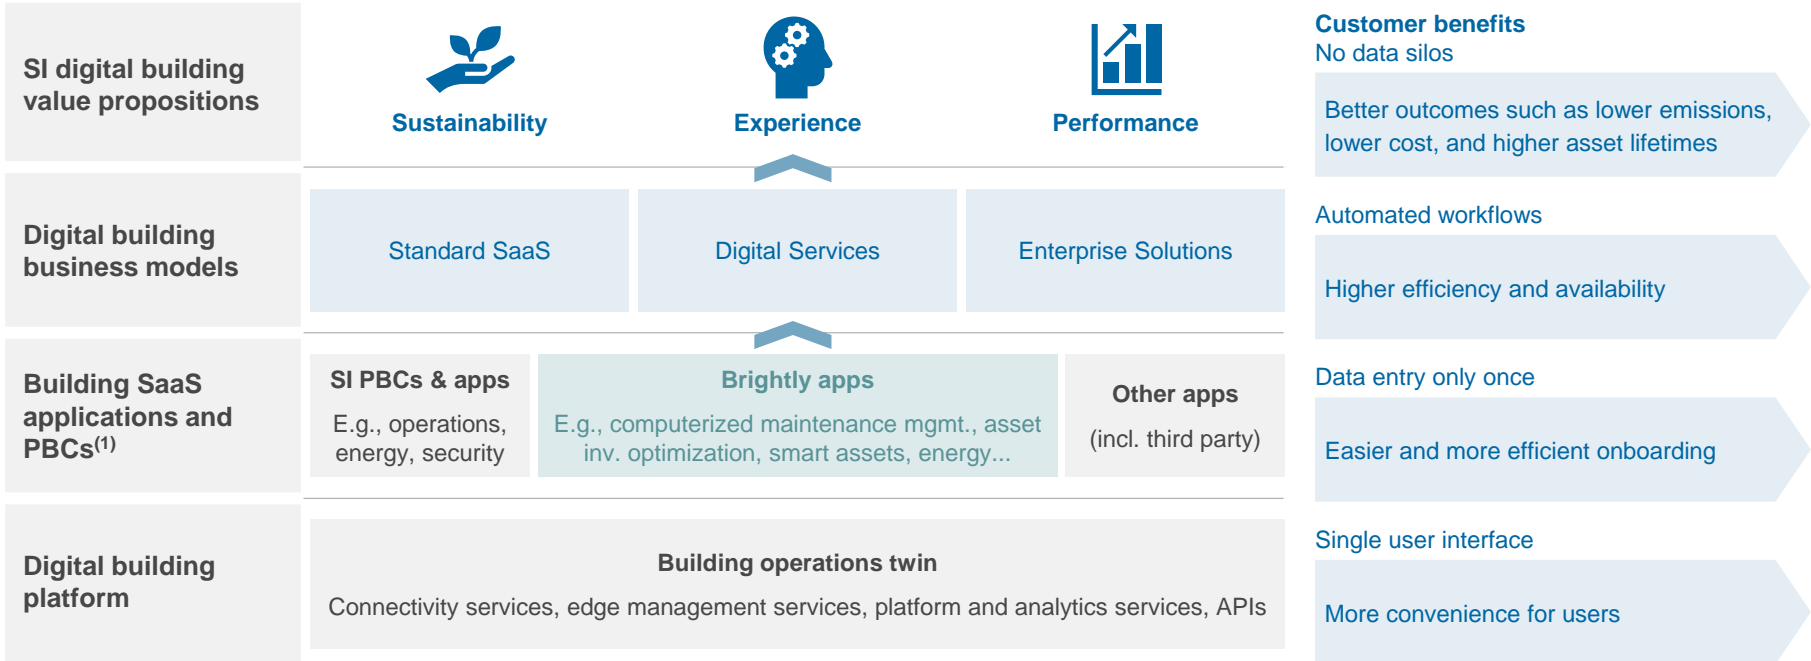 SI digital building
value propositions
Sustainability
Experience
Performance
Digital building
business models
Standard SaaS
Digital Services
Enterprise Solutions
Building SaaS
applications and
PBCs(1)
SI PBCs & apps
E.g., operations,
energy, security
Brightly apps
E.g., computerized maintenance mgmt., asset
inv. optimization, smart assets, energy...
Other apps
(incl. third party)
Digital building
platform
Building operations twin
Connectivity services, edge management services, platform and analytics services, APIs
Customer benefits
No data silos
Better outcomes such as lower emissions,
lower cost, and higher asset lifetimes
Automated workflows
Higher efficiency and availability
Data entry only once
Easier and more efficient onboarding
Single user interface
More convenience for users